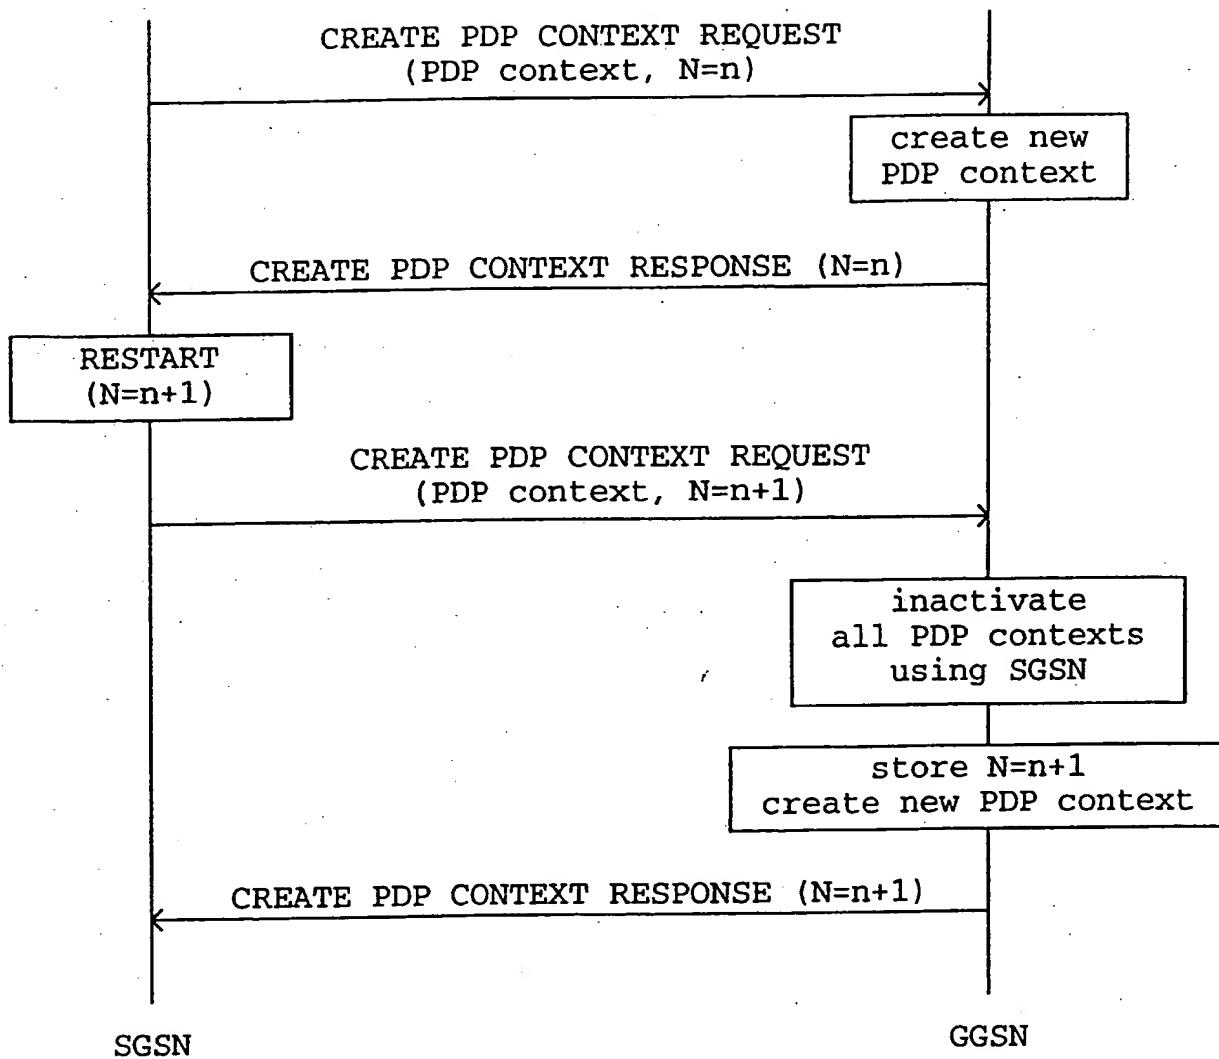 CREATE PDP CONTEXT REQUEST
(PDP context, N=n)
create new
PDP context
CREATE PDP CONTEXT RESPONSE (N=n)
RESTART
(N=n+1)
CREATE PDP CONTEXT REQUEST
(PDP context, N=n+1)
inactivate
all PDP contexts
using SGSN
store N=n+1
create new PDP context
CREATE PDP CONTEXT RESPONSE (N=n+1)
SGSN
GGSN